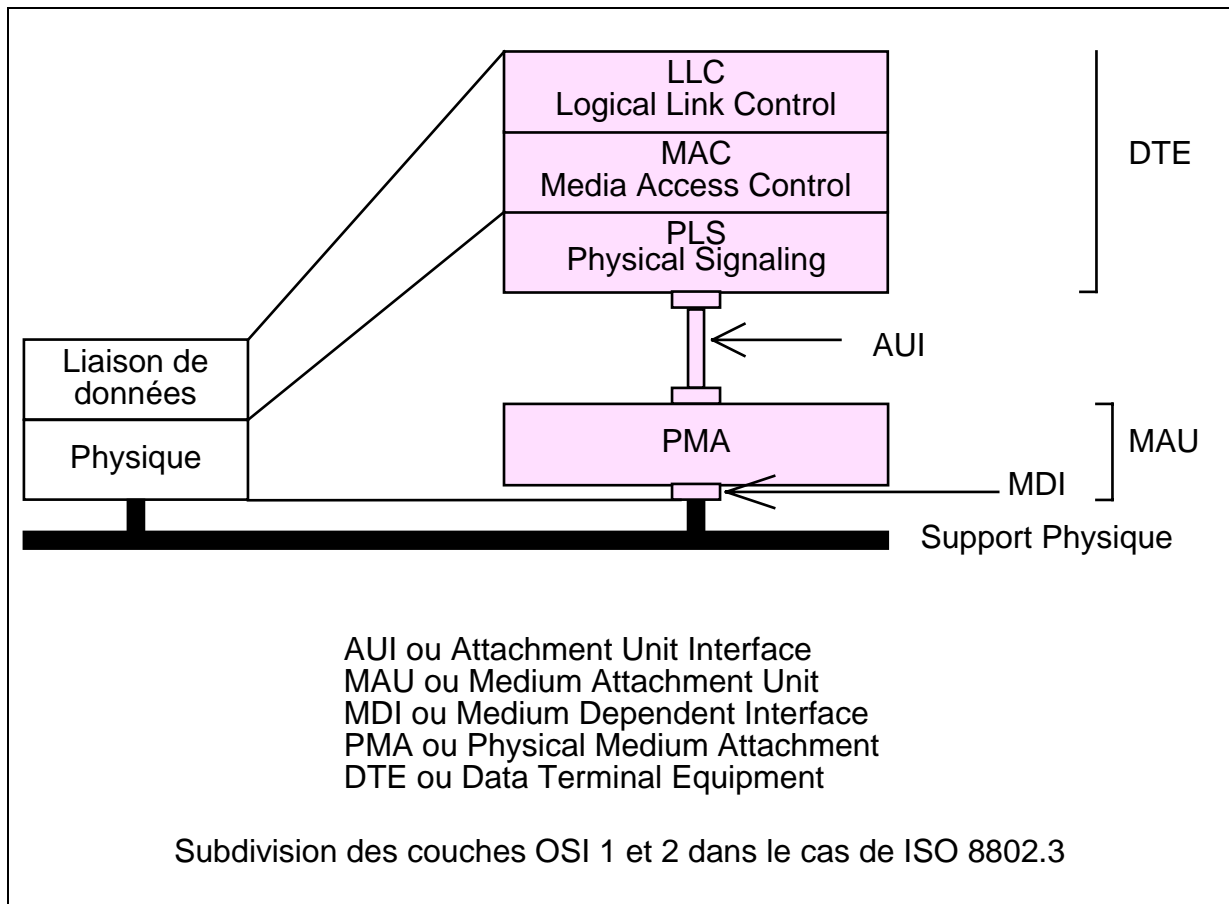 LLC
Logical Link Control
MAC
Media Access Control
PLS
Physical Signaling
DTE
AUI
Liaison de
données
Physique
PMA
MAU
MDI
Support Physique
AUI ou Attachment Unit Interface
MAU ou Medium Attachment Unit
MDI ou Medium Dependent Interface
PMA ou Physical Medium Attachment
DTE ou Data Terminal Equipment
Subdivision des couches OSI 1 et 2 dans le cas de ISO 8802.3